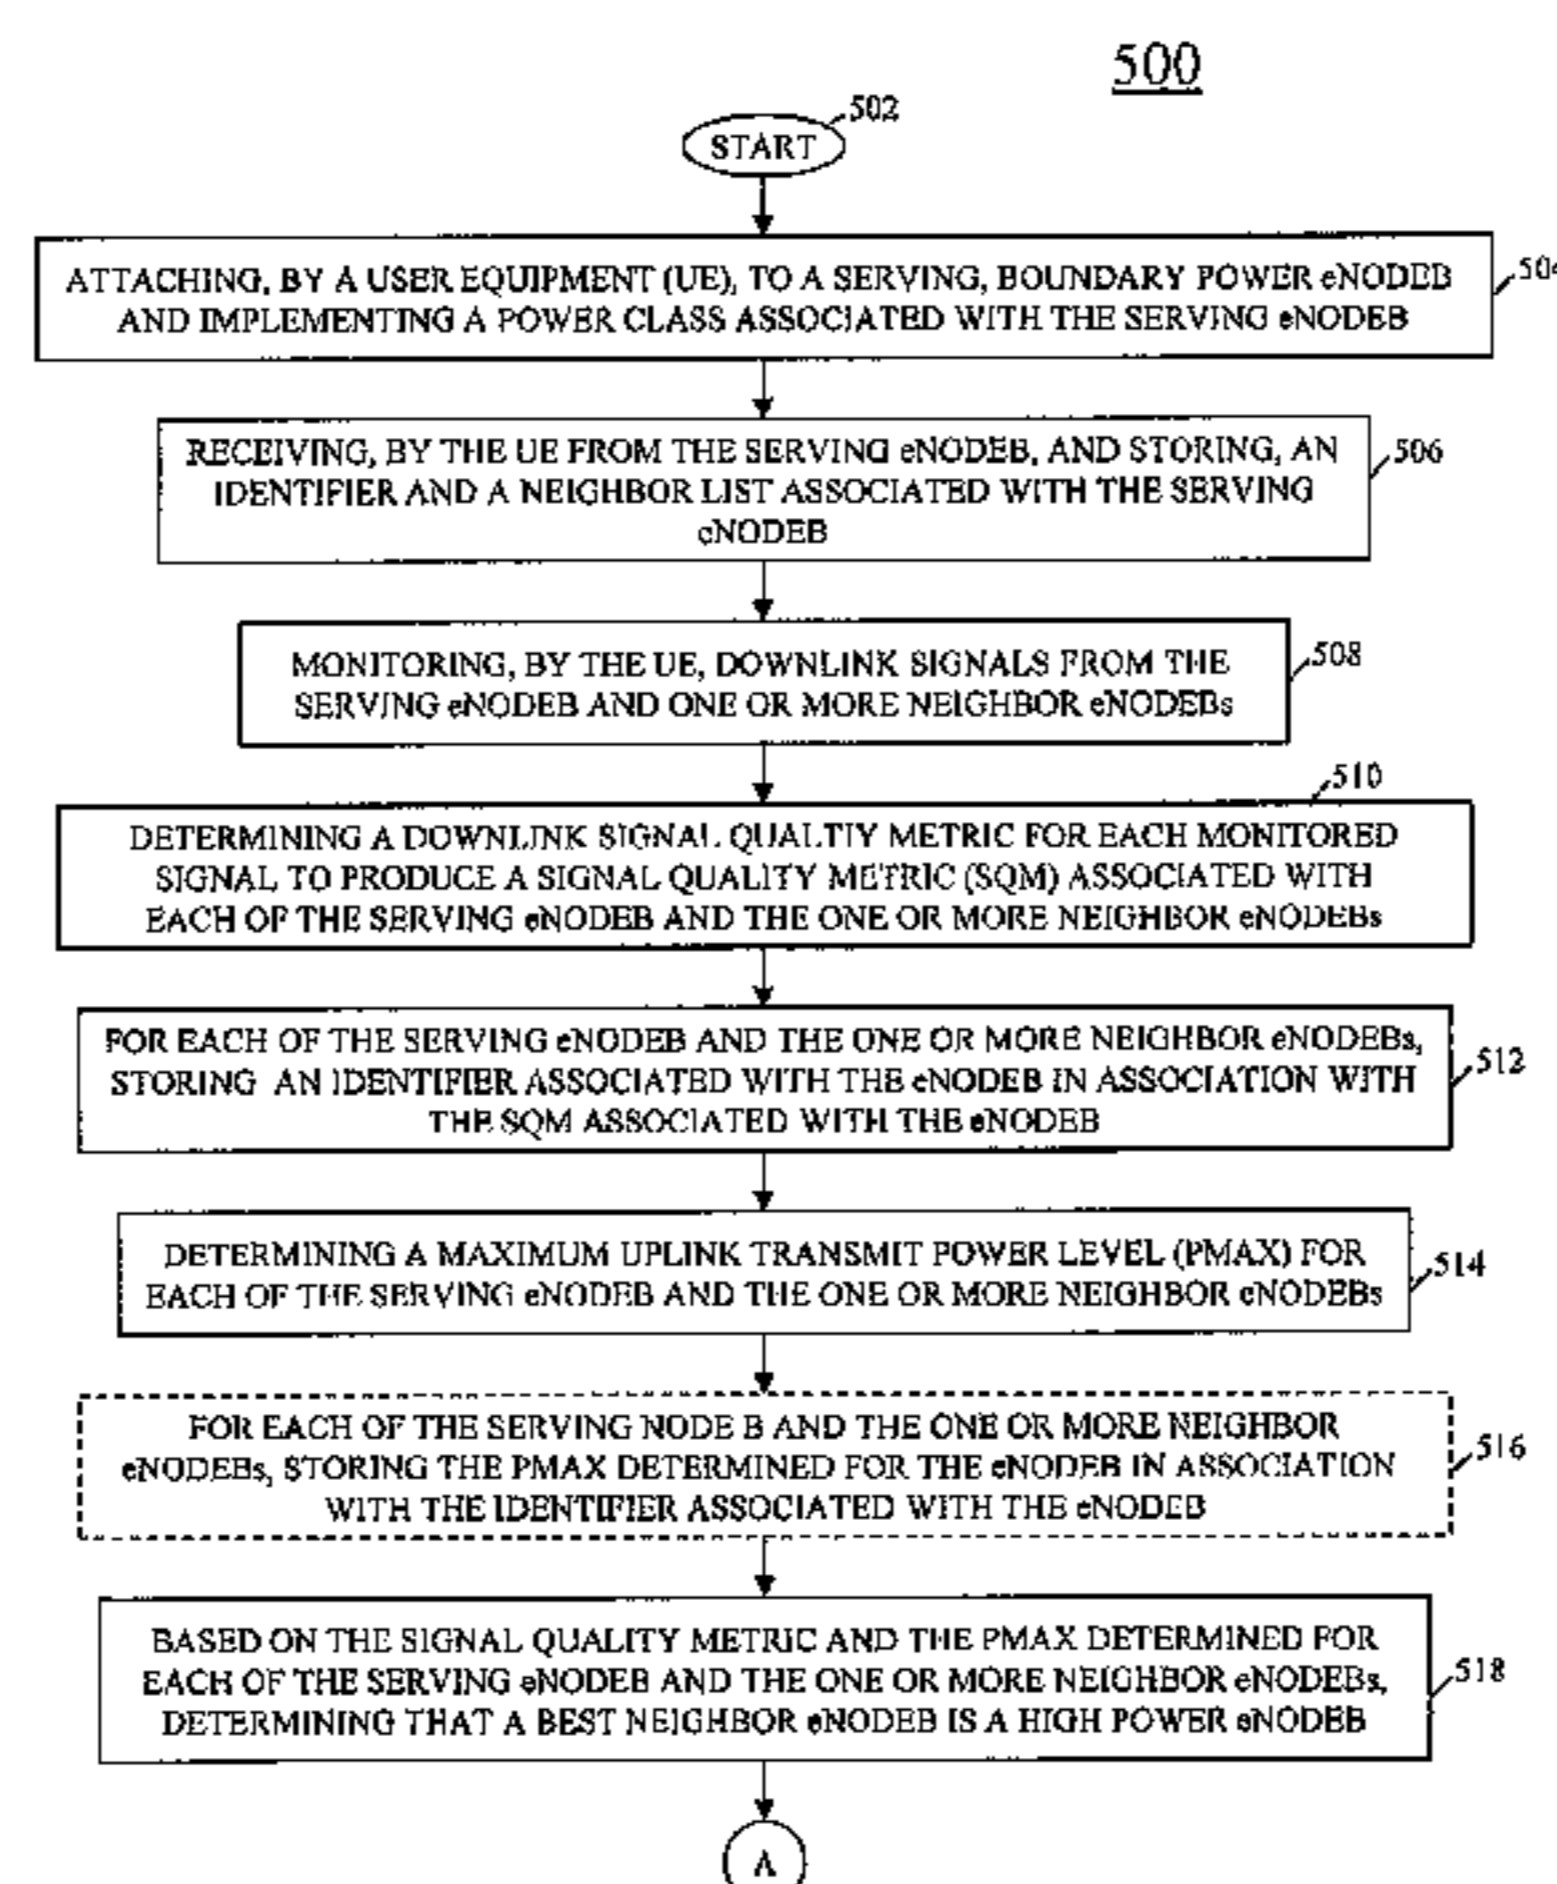 500
502
START
ATTACHING, BY A USER EQUIPMENT (UE), TO A SERVING, BOUNDARY POWER eNODEB
AND IMPLEMENTING A POWER CLASS ASSOCIATED WITH THE SERVING eNODEB
504
RECEIVING, BY THE UE FROM THE SERVING eNODEB, AND STORING, AN
IDENTIFIER AND A NEIGHBOR LIST ASSOCIATED WITH THE SERVING
eNODEB
506
MONITORING, BY THE UE, DOWNLINK SIGNALS FROM THE
SERVING eNODEB AND ONE OR MORE NEIGHBOR eNODEBs
508
510
DETERMINING A DOWNLINK SIGNAL QUALTIY METRIC FOR EACH MONITORED
SIGNAL TO PRODUCE A SIGNAL QUALITY METRIC (SQM) ASSOCIATED WITH
EACH OF THE SERVING eNODEB AND THE ONE OR MORE NEIGHBOR eNODEBs
FOR EACH OF THE SERVING eNODEB AND THE ONE OR MORE NEIGHBOR eNODEBs,
STORING AN IDENTIFIER ASSOCIATED WITH THE eNODEB IN ASSOCIATION WITH
THE SQM ASSOCIATED WITH THE eNODEB
512
DETERMINING A MAXIMUM UPLINK TRANSMIT POWER LEVEL (PMAX) FOR
EACH OF THE SERVING eNODEB AND THE ONE OR MORE NEIGHBOR eNODEBs
514
FOR EACH OF THE SERVING NODE B AND THE ONE OR MORE NEIGHBOR
eNODEBs, STORING THE PMAX DETERMINED FOR THE eNODEB IN ASSOCIATION
WITH THE IDENTIFIER ASSOCIATED WITH THE eNODEB
516
BASED ON THE SIGNAL QUALITY METRIC AND THE PMAX DETERMINED FOR
EACH OF THE SERVING eNODEB AND THE ONE OR MORE NEIGHBOR eNODEBs,
DETERMINING THAT A BEST NEIGHBOR eNODEB IS A HIGH POWER eNODEB
518
A